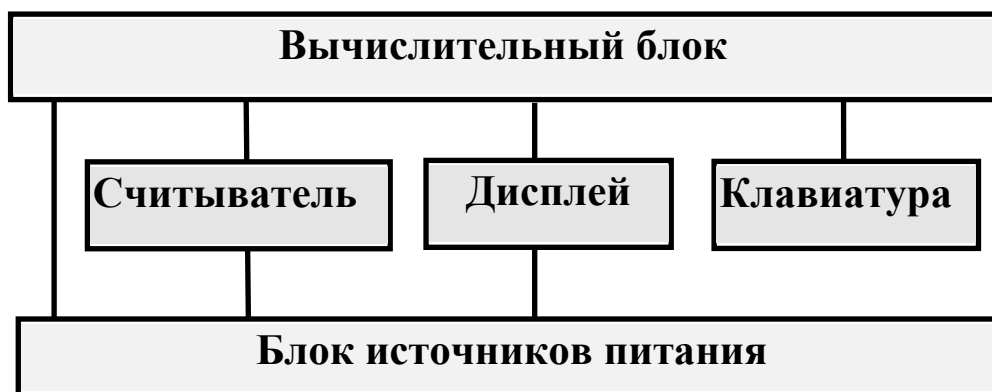 Вычислительный блок
Считыватель
Дисплей
Клавиатура
Блок источников питания